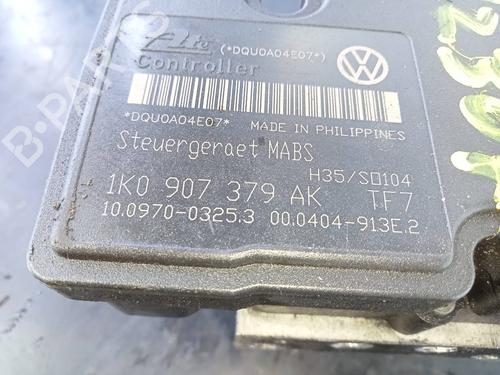 Ate (*DQU0A04E07*)
Controller
*DQU0A04E07* MADE IN PHILIPPINES
Steuergeraet MABS
H35/S0104
1K0 907 379 AK TF7
10.0970-0325.3 00.0404-913E.2